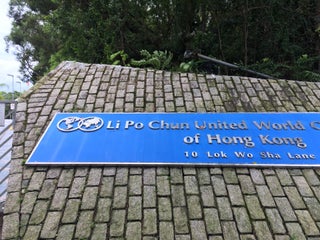 Li Po Chun United World C
of Hong Kong
10 Lok Wo Sha Lane